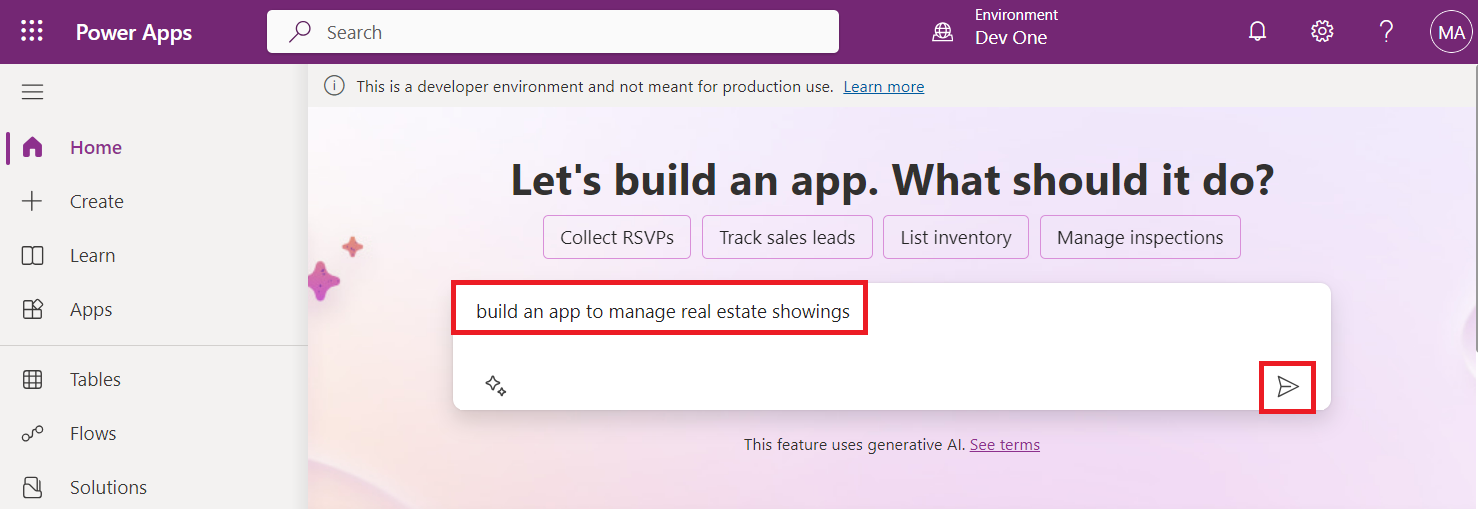 Power Apps
Search
Environment
Dev One
MA
This is a developer environment and not meant for production use. Learn more
Home
Create
Learn
Apps
Tables
Flows
Solutions
Let's build an app. What should it do?
Collect RSVPs
Track sales leads
List inventory
Manage inspections
build an app to manage real estate showings
This feature uses generative AI. See terms